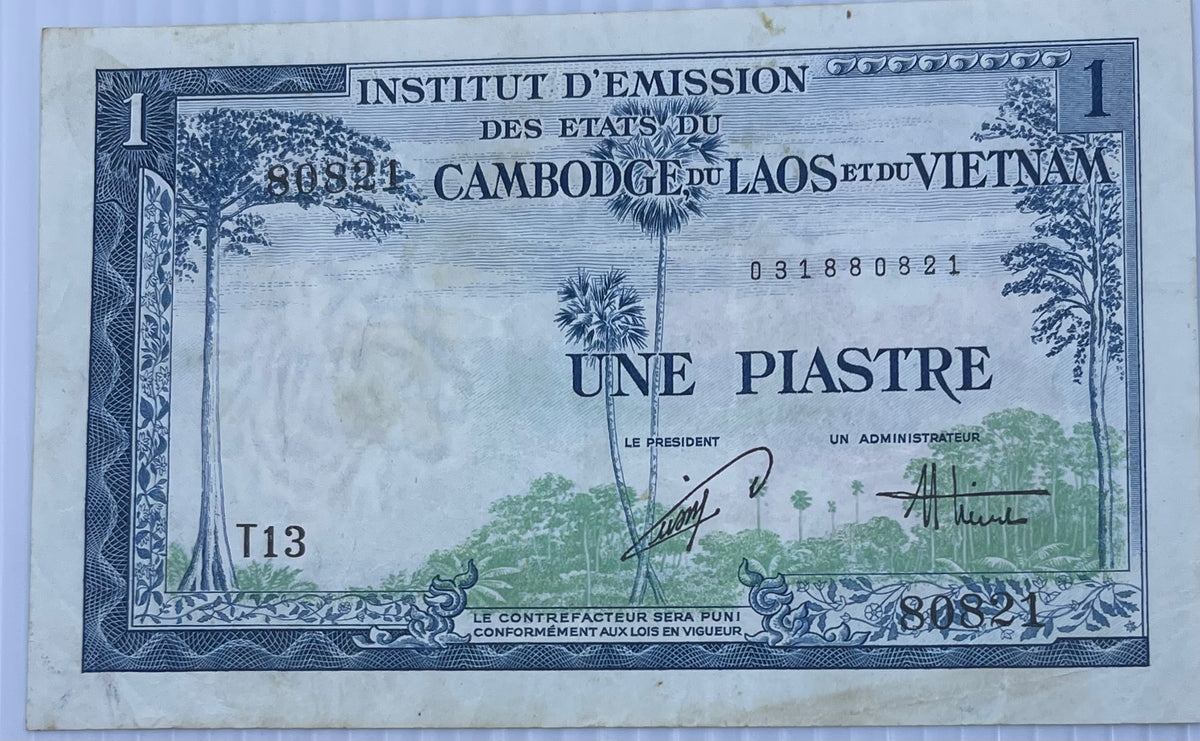 1
INSTITUT D'EMISSION
1
DES ETATS DU
80821
CAMBODGE DU LAOS ET DU VIETNAM
031880821
UNE PIASTRE
LE PRESIDENT
UN ADMINISTRATEUR
T13
80821
LE CONTREFACTEUR SERA PUNI
CONFORMÉMENT AUX LOIS EN VIGUEUR